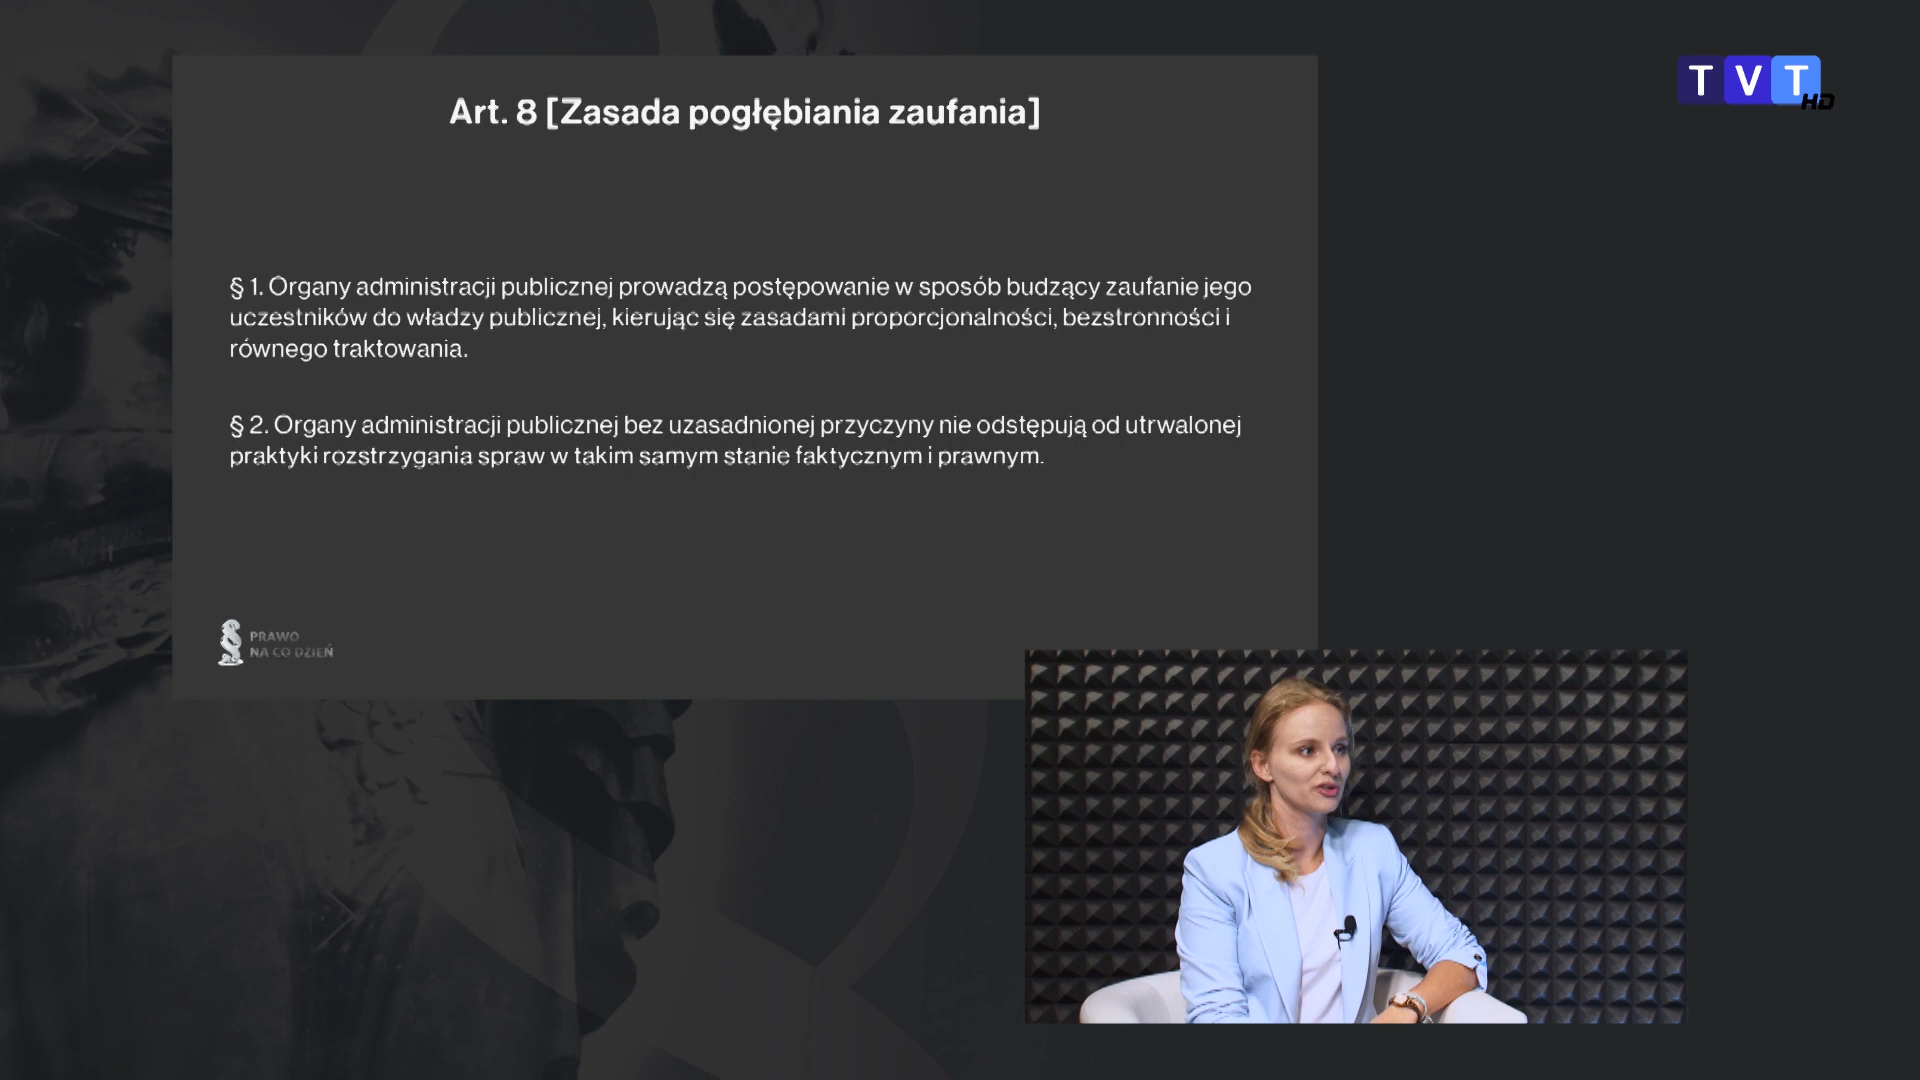 Art. 8 [Zasada pogłębiania zaufania]
TVT
HD
§ 1. Organy administracji publicznej prowadzą postępowanie w sposób budzący zaufanie jego
uczestników do władzy publicznej, kierując się zasadami proporcjonalności, bezstronności i
równego traktowania.
§ 2. Organy administracji publicznej bez uzasadnionej przyczyny nie odstępują od utrwalonej
praktyki rozstrzygania spraw w takim samym stanie faktycznym i prawnym.
PRAWO
NA CO DZIEŃ